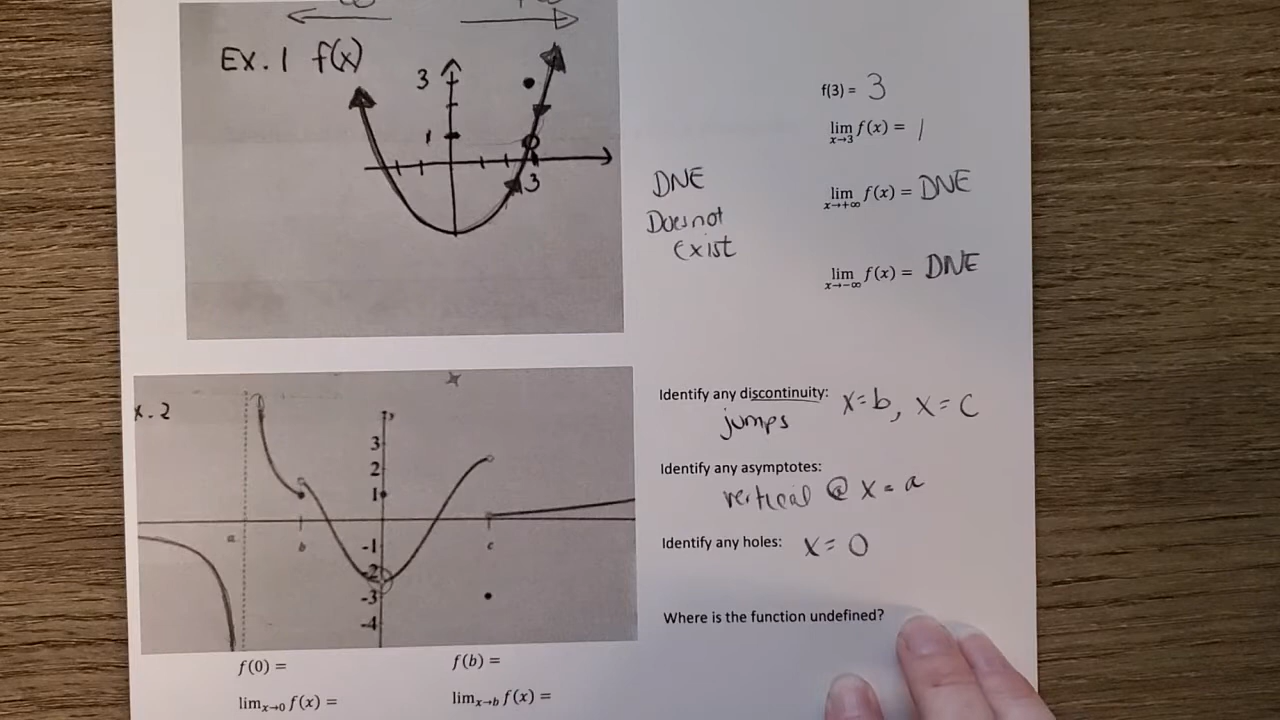 Ex. 1 f(x)
3
1
3
f(3) = 3
lim x→3 f(x) = 1
DNE
Does not
Exist
lim x→+∞ f(x) = DNE
lim x→-∞ f(x) = DNE
x. 2
y
3
2
1
-1
-2
-3
-4
a
b
c
Identify any discontinuity: x=b, x=c
jumps
Identify any asymptotes:
vertical @ x=a
Identify any holes: x=0
Where is the function undefined?
f(0) =
f(b) =
lim x→0 f(x) =
lim x→b f(x) =